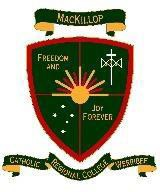 MACKILLOP
FREEDOM
AND
JOY
FOREVER
CATHOLIC REGIONAL COLLEGE WERRIBEE